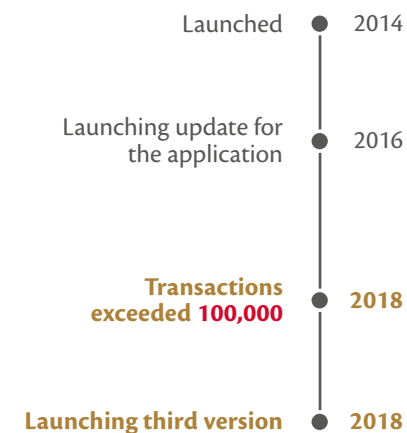 Launched 2014
Launching update for
the application 2016
Transactions
exceeded 100,000 2018
Launching third version 2018